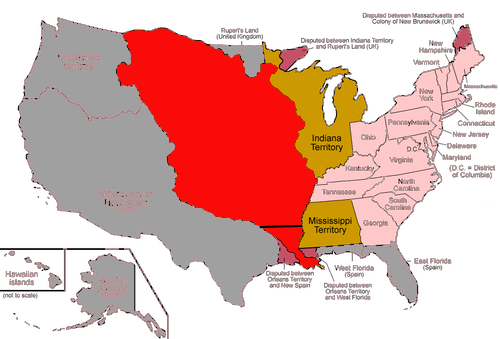 Disputed between Massachusetts and
Colony of New Brunswick (UK)
Rupert's Land
(United Kingdom)
Disputed between Indiana Territory
and Rupert's Land (UK)
New
Hampshire
Vermont
Massachusetts
New
York
Rhode
Island
Connecticut
New Jersey
Pennsylvania
Delaware
Maryland
D.C.
(D.C. = District
of Columbia)
Ohio
Indiana
Territory
Virginia
Kentucky
North
Carolina
Tennessee
South
Carolina
Mississippi
Territory
Georgia
East Florida
(Spain)
West Florida
(Spain)
Disputed between
Orleans Territory
and New Spain
Disputed between
Orleans Territory
and West Florida
Hawaiian
islands
(not to scale)